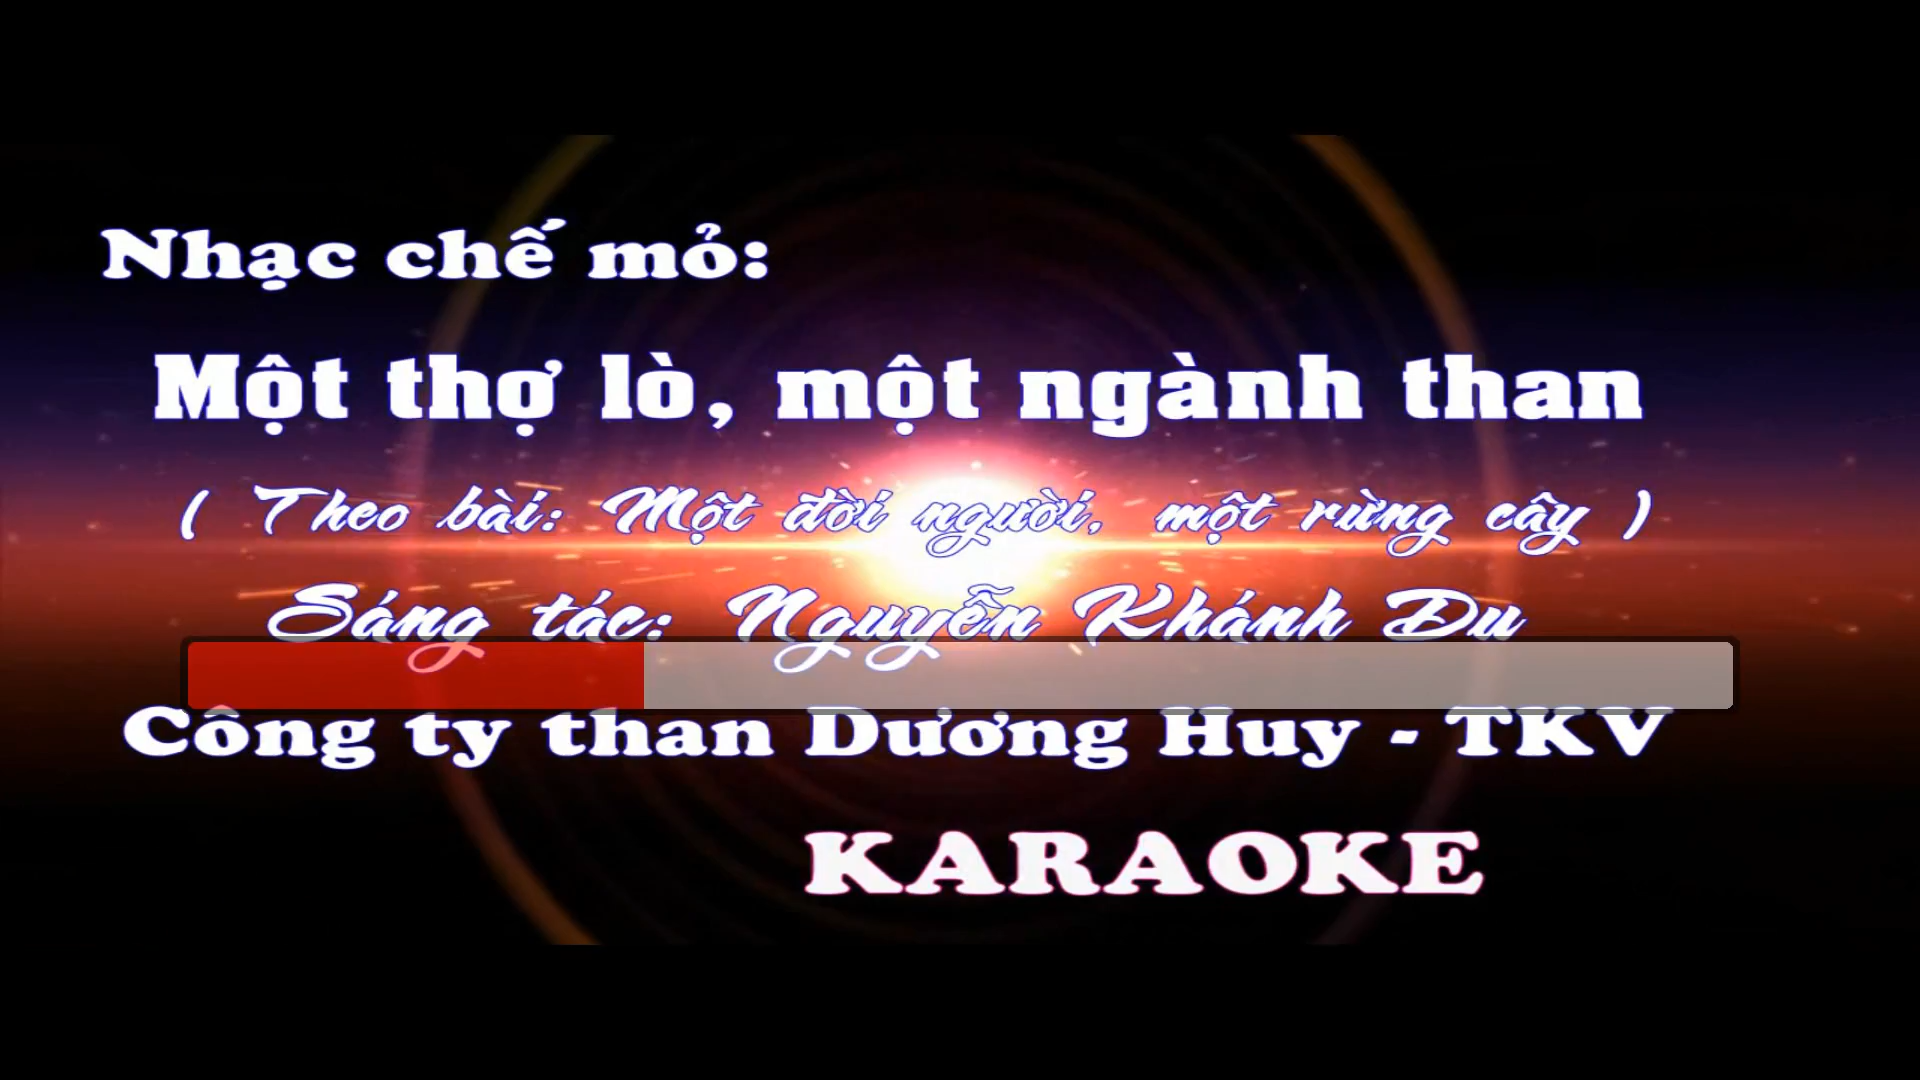 Nhạc chế mỏ:
Một thợ lò, một ngành than
( Theo bài: Một đời người, một rừng cây )
Sáng tác: Nguyễn Khánh Du
Công ty than Dương Huy - TKV
KARAOKE